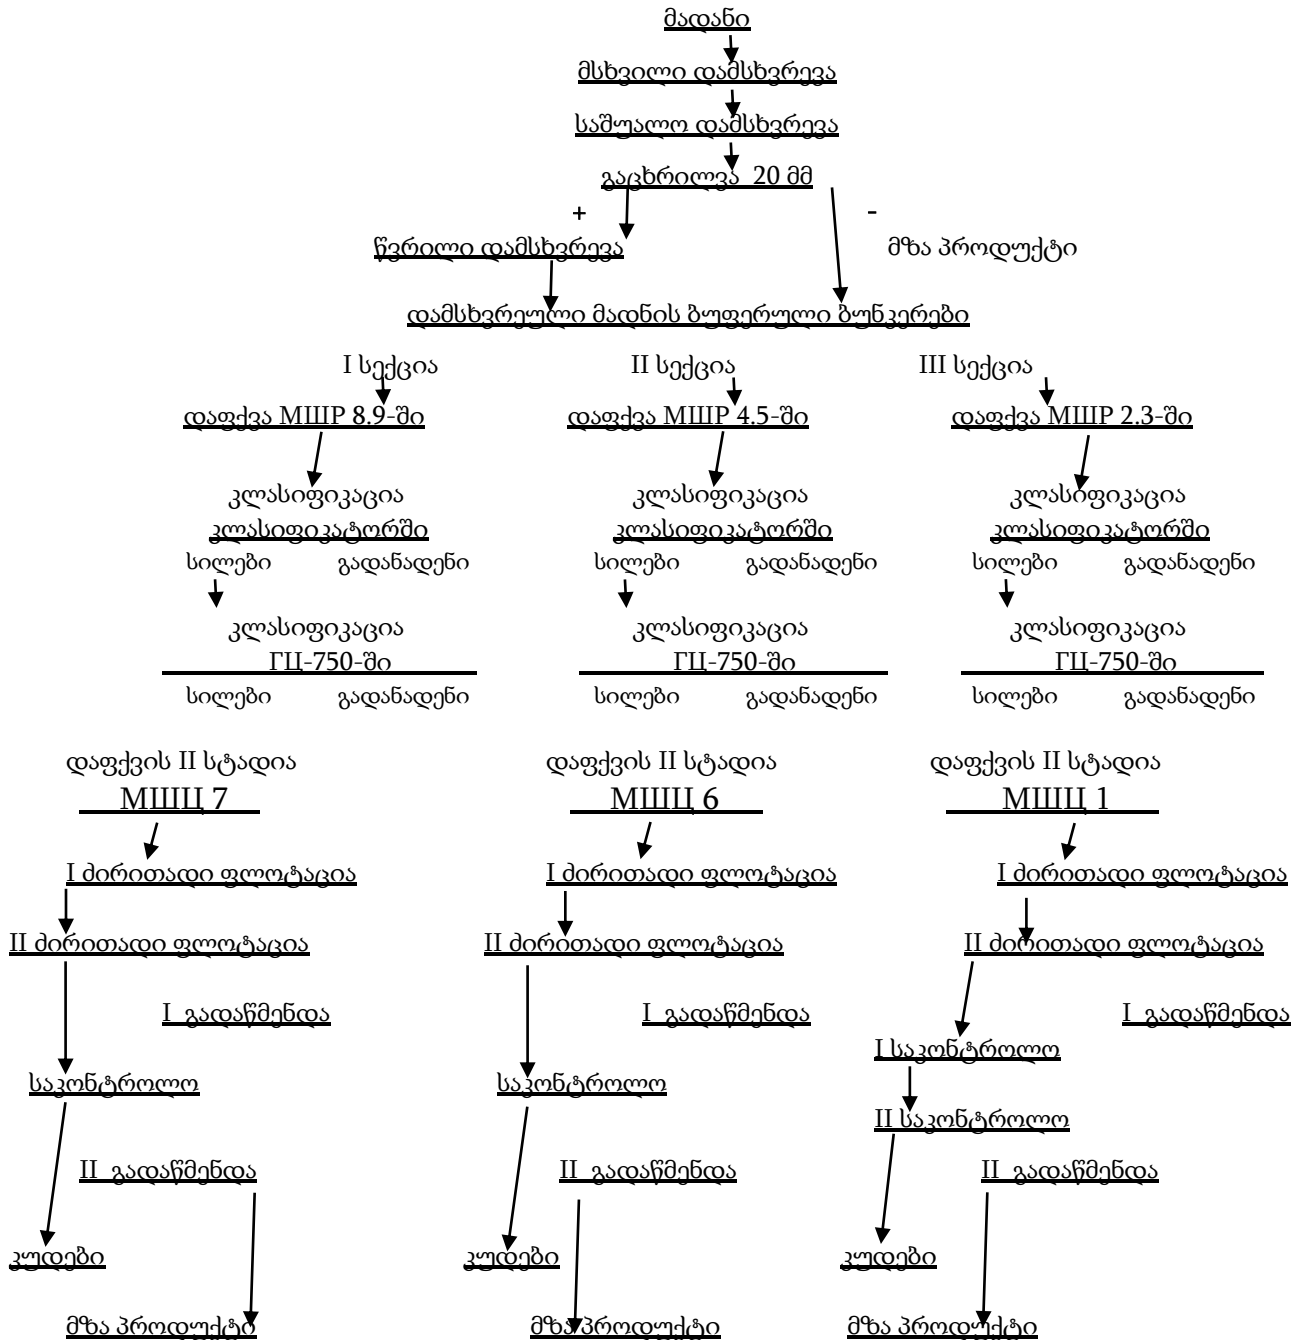 მადანი
მსხვილი დამსხვრევა
საშუალო დამსხვრევა
გაცხრილვა 20 მმ
+ -
წვრილი დამსხვრევა მზა პროდუქტი
დამსხვრეული მადნის ბუფერული ბუნკერები
I სექცია II სექცია III სექცია
დაფქვა МШР 8.9-ში დაფქვა МШР 4.5-ში დაფქვა МШР 2.3-ში
კლასიფიკაცია კლასიფიკაცია კლასიფიკაცია
კლასიფიკატორში კლასიფიკატორში კლასიფიკატორში
სილები გადანადენი სილები გადანადენი სილები გადანადენი
კლასიფიკაცია კლასიფიკაცია კლასიფიკაცია
ГЦ-750-ში ГЦ-750-ში ГЦ-750-ში
სილები გადანადენი სილები გადანადენი სილები გადანადენი
დაფქვის II სტადია დაფქვის II სტადია დაფქვის II სტადია
МШЦ 7 МШЦ 6 МШЦ 1
I ძირითადი ფლოტაცია I ძირითადი ფლოტაცია I ძირითადი ფლოტაცია
II ძირითადი ფლოტაცია II ძირითადი ფლოტაცია II ძირითადი ფლოტაცია
I გადაწმენდა I გადაწმენდა I გადაწმენდა
I საკონტროლო
საკონტროლო საკონტროლო
II საკონტროლო
II გადაწმენდა II გადაწმენდა II გადაწმენდა
კუდები კუდები კუდები
მზა პროდუქტი მზა პროდუქტი მზა პროდუქტი